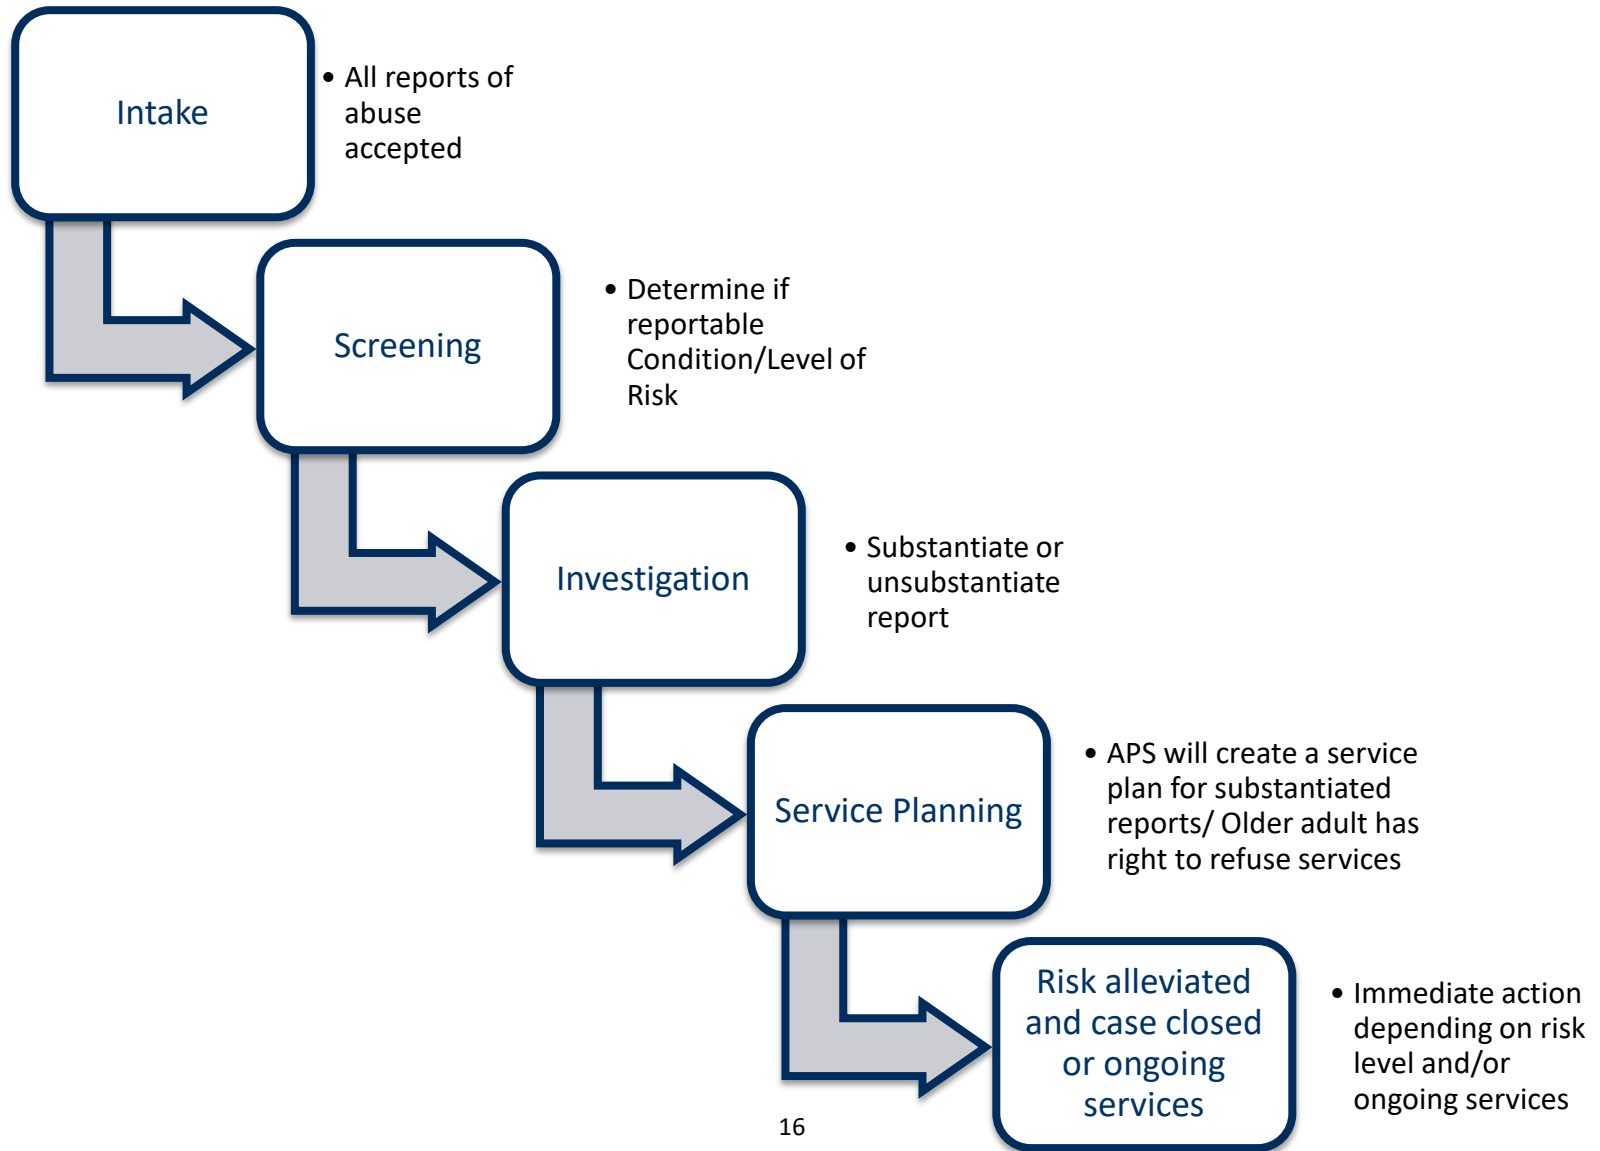 Intake
• All reports of
abuse
accepted
Screening
• Determine if
reportable
Condition/Level of
Risk
Investigation
• Substantiate or
unsubstantiate
report
Service Planning
• APS will create a service
plan for substantiated
reports/ Older adult has
right to refuse services
Risk alleviated
and case closed
or ongoing
services
• Immediate action
depending on risk
level and/or
ongoing services
16